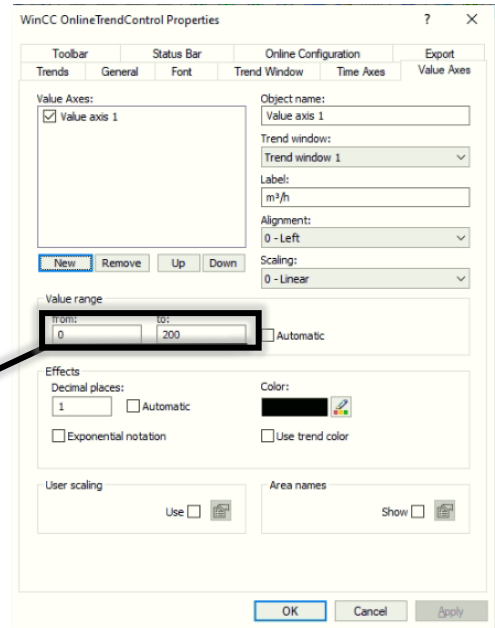 WinCC OnlineTrendControl Properties ? X
Toolbar Status Bar Online Configuration Export
Trends General Font Trend Window Time Axes Value Axes
Value Axes:
Value axis 1
New Remove Up Down
Object name:
Value axis 1
Trend window:
Trend window 1
Label:
m³/h
Alignment:
0 - Left
Scaling:
0 - Linear
Value range
from: to:
0 200 Automatic
Effects
Decimal places:
1 Automatic
Exponential notation
Color:
Use trend color
User scaling
Use
Area names
Show
OK Cancel Apply